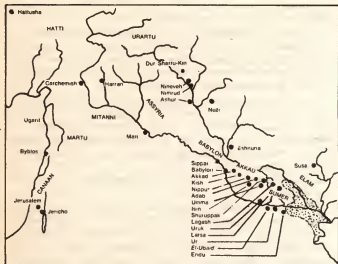 Hattusha
HATTI
URARTU
Dur Sharru-Kin
Carchemish
Harran
Nineveh
Nimrud
Ashur
Nuzi
MITANNI
ASSYRIA
Ugarit
MARTU
Mari
Byblos
Eshnuna
BABYLON
AKKAD
Susa
ELAM
CANAAN
Sippar
Babylon
Akkad
Kish
Nippur
Adab
Umma
Isin
Shuruppak
Lagash
Uruk
Larsa
Ur
El-Ubaid
Eridu
SUMER
Jerusalem
Jericho